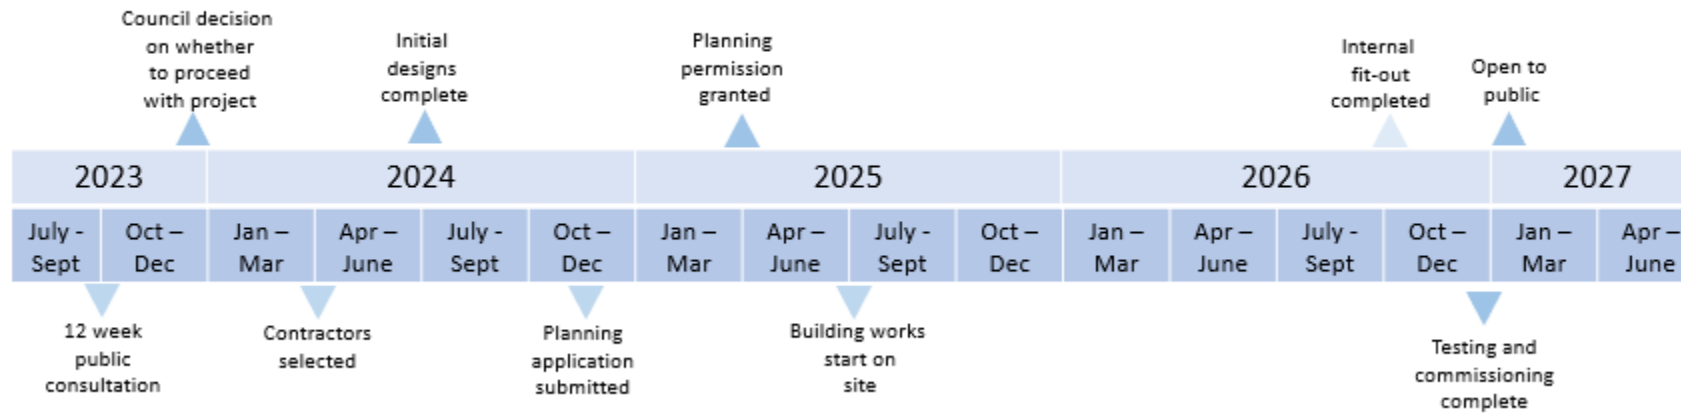 Council decision
on whether
to proceed
with project
Initial
designs
complete
Planning
permission
granted
Internal
fit-out
completed
Open to
public
2023
2024
2025
2026
2027
July -
Sept
Oct –
Dec
Jan –
Mar
Apr –
June
July -
Sept
Oct –
Dec
Jan –
Mar
Apr –
June
July -
Sept
Oct –
Dec
Jan –
Mar
Apr –
June
July -
Sept
Oct –
Dec
Jan –
Mar
Apr –
June
12 week
public
consultation
Contractors
selected
Planning
application
submitted
Building works
start on
site
Testing and
commissioning
complete